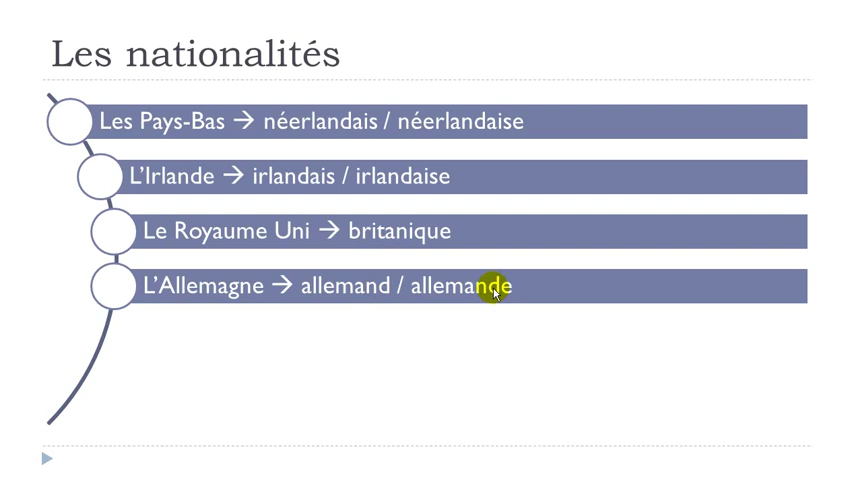 Les nationalités
Les Pays-Bas → néerlandais / néerlandaise
L'Irlande → irlandais / irlandaise
Le Royaume Uni → britanique
L'Allemagne → allemand / allemande